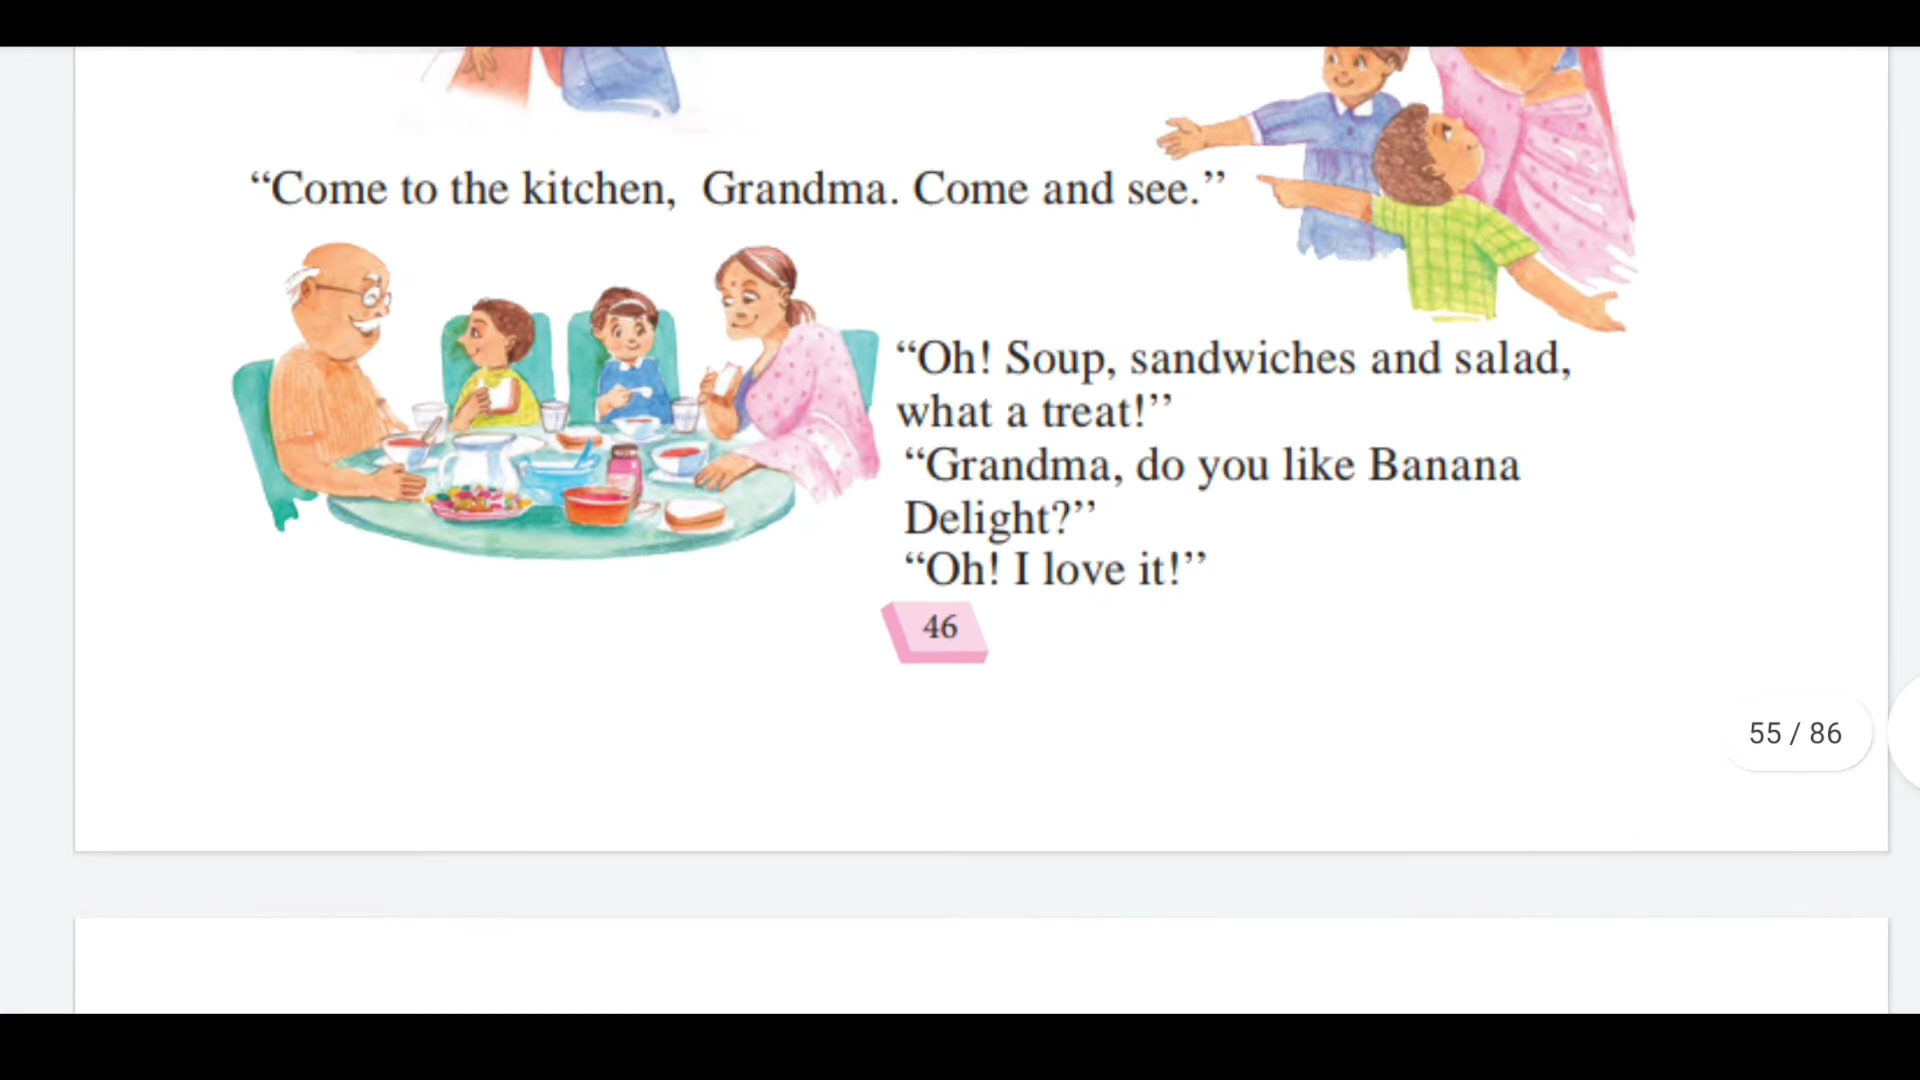 “Come to the kitchen, Grandma. Come and see.”
“Oh! Soup, sandwiches and salad,
what a treat!”
“Grandma, do you like Banana
Delight?”
“Oh! I love it!”
46
55 / 86